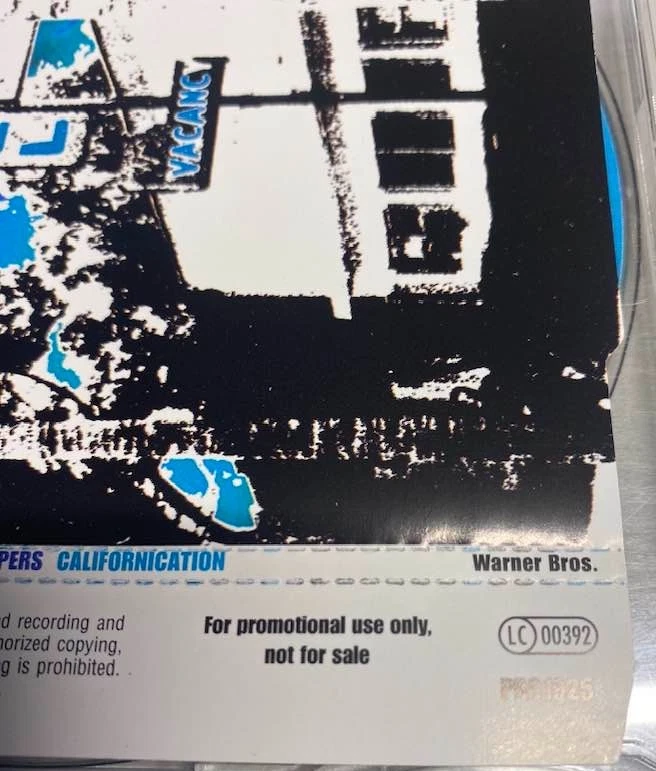 VACANCY
PERS CALIFORNICATION
Warner Bros.
d recording and
horized copying,
g is prohibited.
For promotional use only,
not for sale
LC 00392